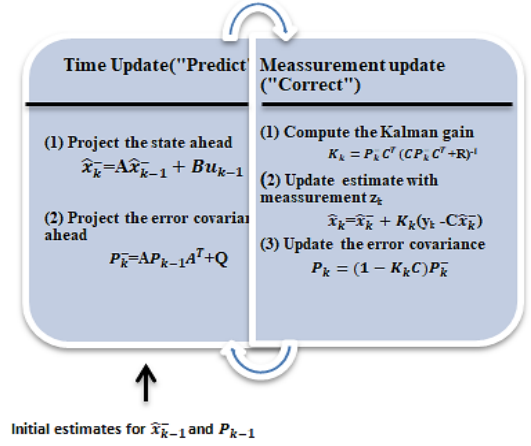 Time Update("Predict"
(1) Project the state ahead
x̂ₖ⁻=Ax̂ₖ₋₁⁻ + Buₖ₋₁
(2) Project the error covarian
ahead
Pₖ⁻=APₖ₋₁Aᵀ+Q
Meassurement update
("Correct")
(1) Compute the Kalman gain
Kₖ = Pₖ⁻Cᵀ(CPₖ⁻Cᵀ+R)⁻¹
(2) Update estimate with
meassurement zₖ
x̂ₖ=x̂ₖ⁻ + Kₖ(yₖ -Cx̂ₖ⁻)
(3) Update the error covariance
Pₖ = (1 − KₖC)Pₖ⁻
Initial estimates for x̂ₖ₋₁⁻ and Pₖ₋₁